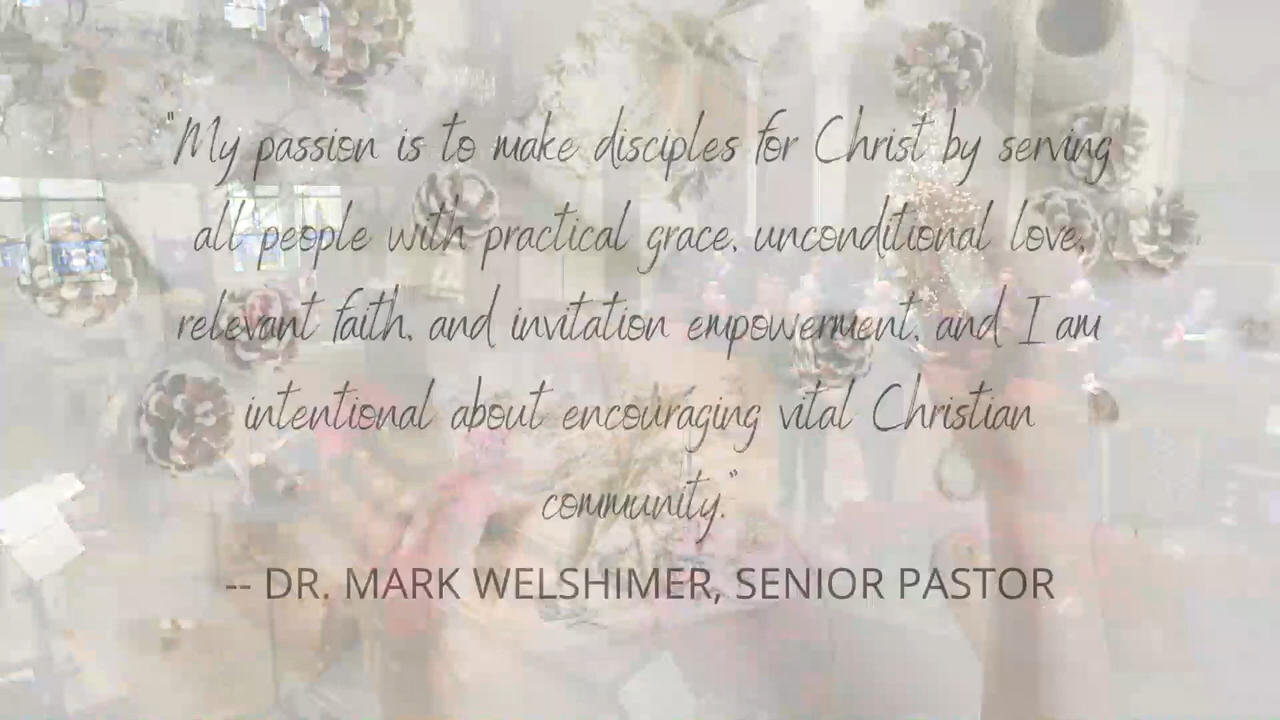 "My passion is to make disciples for Christ by serving
all people with practical grace, unconditional love,
relevant faith, and invitation empowerment, and I am
intentional about encouraging vital Christian
community."
-- DR. MARK WELSHIMER, SENIOR PASTOR